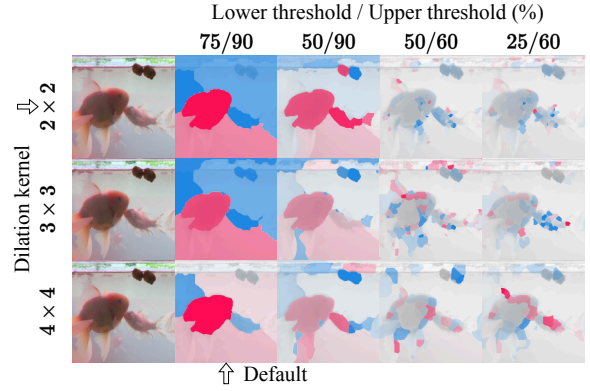 Lower threshold / Upper threshold (%)
75/90 50/90 50/60 25/60
Dilation kernel
⇨ 2 × 2
3 × 3
4 × 4
⇧ Default